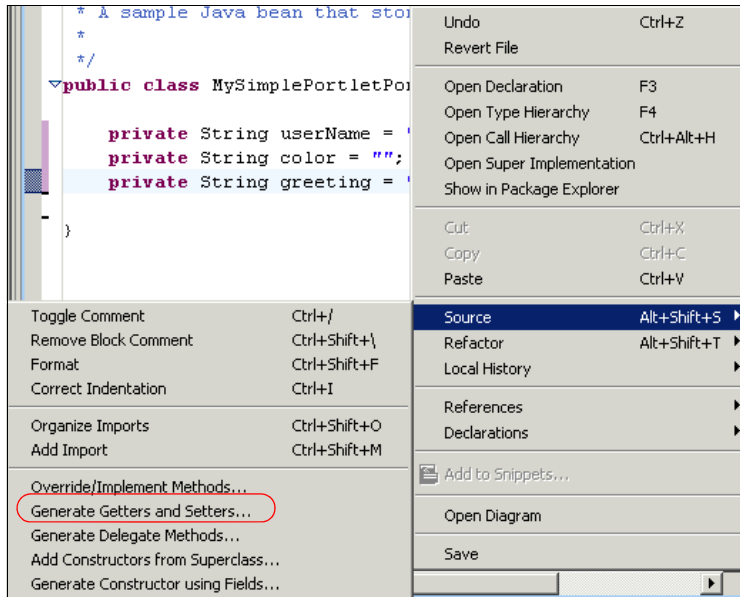 * A sample Java bean that stor
*
*/
public class MySimplePortletPor
private String userName = "
private String color = "";
private String greeting = "
}
Undo Ctrl+Z
Revert File
Open Declaration F3
Open Type Hierarchy F4
Open Call Hierarchy Ctrl+Alt+H
Open Super Implementation
Show in Package Explorer
Cut Ctrl+X
Copy Ctrl+C
Paste Ctrl+V
Source Alt+Shift+S
Refactor Alt+Shift+T
Local History
References
Declarations
Add to Snippets...
Open Diagram
Save
Toggle Comment Ctrl+/
Remove Block Comment Ctrl+Shift+\
Format Ctrl+Shift+F
Correct Indentation Ctrl+I
Organize Imports Ctrl+Shift+O
Add Import Ctrl+Shift+M
Override/Implement Methods...
Generate Getters and Setters...
Generate Delegate Methods...
Add Constructors from Superclass...
Generate Constructor using Fields...